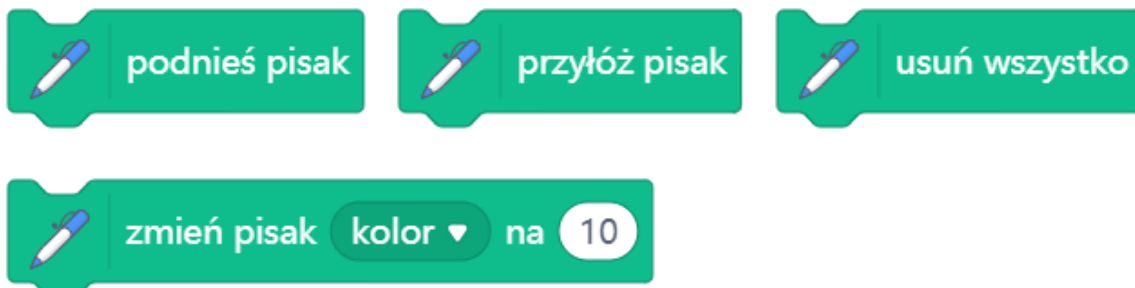 podnieś pisak przyłóż pisak usuń wszystko
zmień pisak kolor na 10